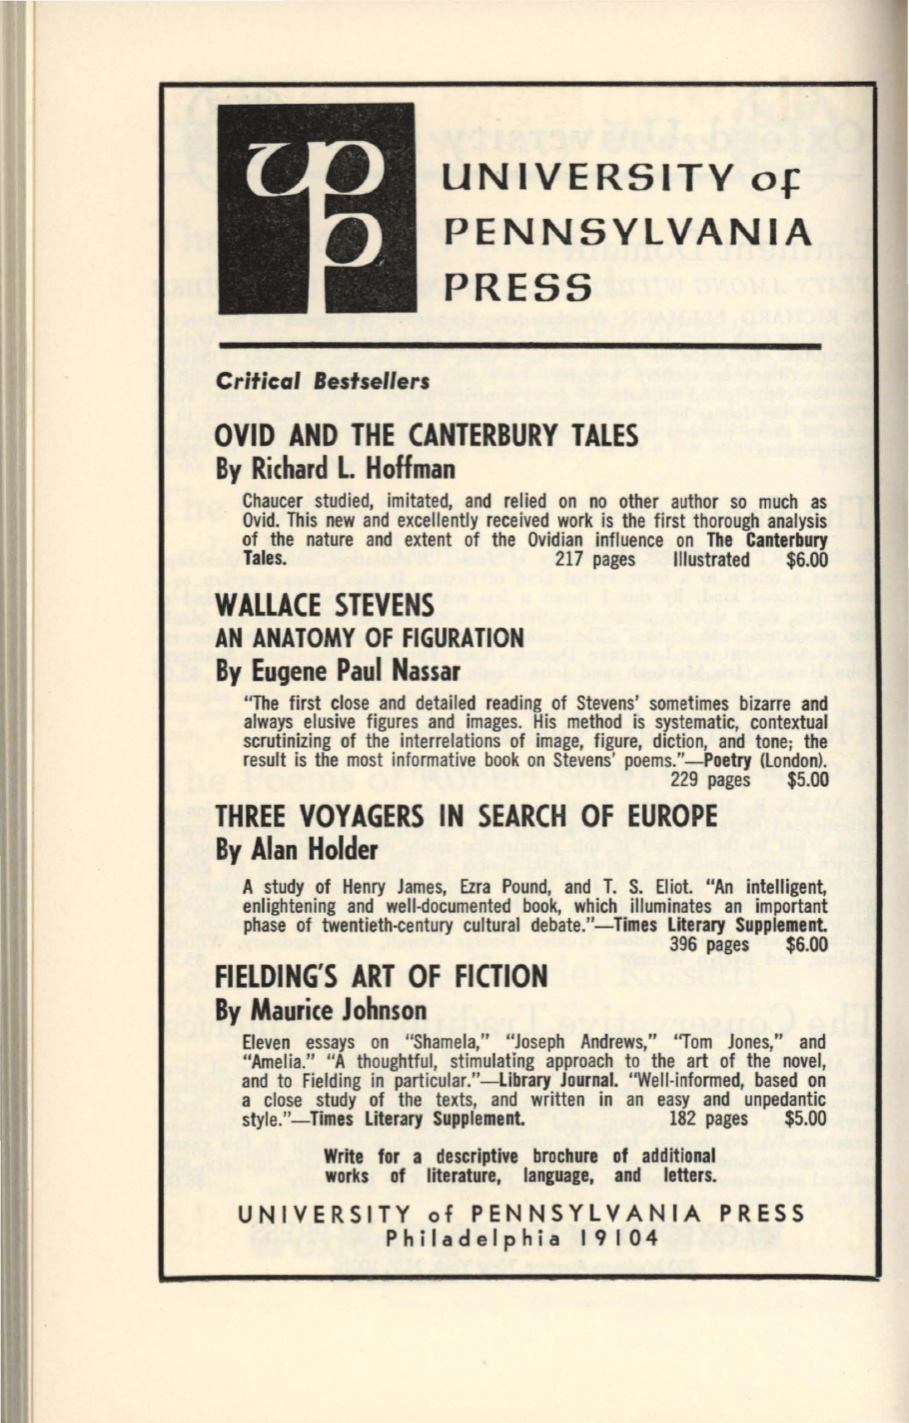 up
p
UNIVERSITY of
PENNSYLVANIA
PRESS
Critical Bestsellers
OVID AND THE CANTERBURY TALES
By Richard L. Hoffman
Chaucer studied, imitated, and relied on no other author so much as
Ovid. This new and excellently received work is the first thorough analysis
of the nature and extent of the Ovidian influence on The Canterbury
Tales. 217 pages Illustrated $6.00
WALLACE STEVENS
AN ANATOMY OF FIGURATION
By Eugene Paul Nassar
"The first close and detailed reading of Stevens' sometimes bizarre and
always elusive figures and images. His method is systematic, contextual
scrutinizing of the interrelations of image, figure, diction, and tone; the
result is the most informative book on Stevens' poems."—Poetry (London).
229 pages $5.00
THREE VOYAGERS IN SEARCH OF EUROPE
By Alan Holder
A study of Henry James, Ezra Pound, and T. S. Eliot. "An intelligent,
enlightening and well-documented book, which illuminates an important
phase of twentieth-century cultural debate."—Times Literary Supplement.
396 pages $6.00
FIELDING'S ART OF FICTION
By Maurice Johnson
Eleven essays on "Shamela," "Joseph Andrews," "Tom Jones," and
"Amelia." "A thoughtful, stimulating approach to the art of the novel,
and to Fielding in particular."—Library Journal. "Well-informed, based on
a close study of the texts, and written in an easy and unpedantic
style."—Times Literary Supplement. 182 pages $5.00
Write for a descriptive brochure of additional
works of literature, language, and letters.
UNIVERSITY of PENNSYLVANIA PRESS
Philadelphia 19104